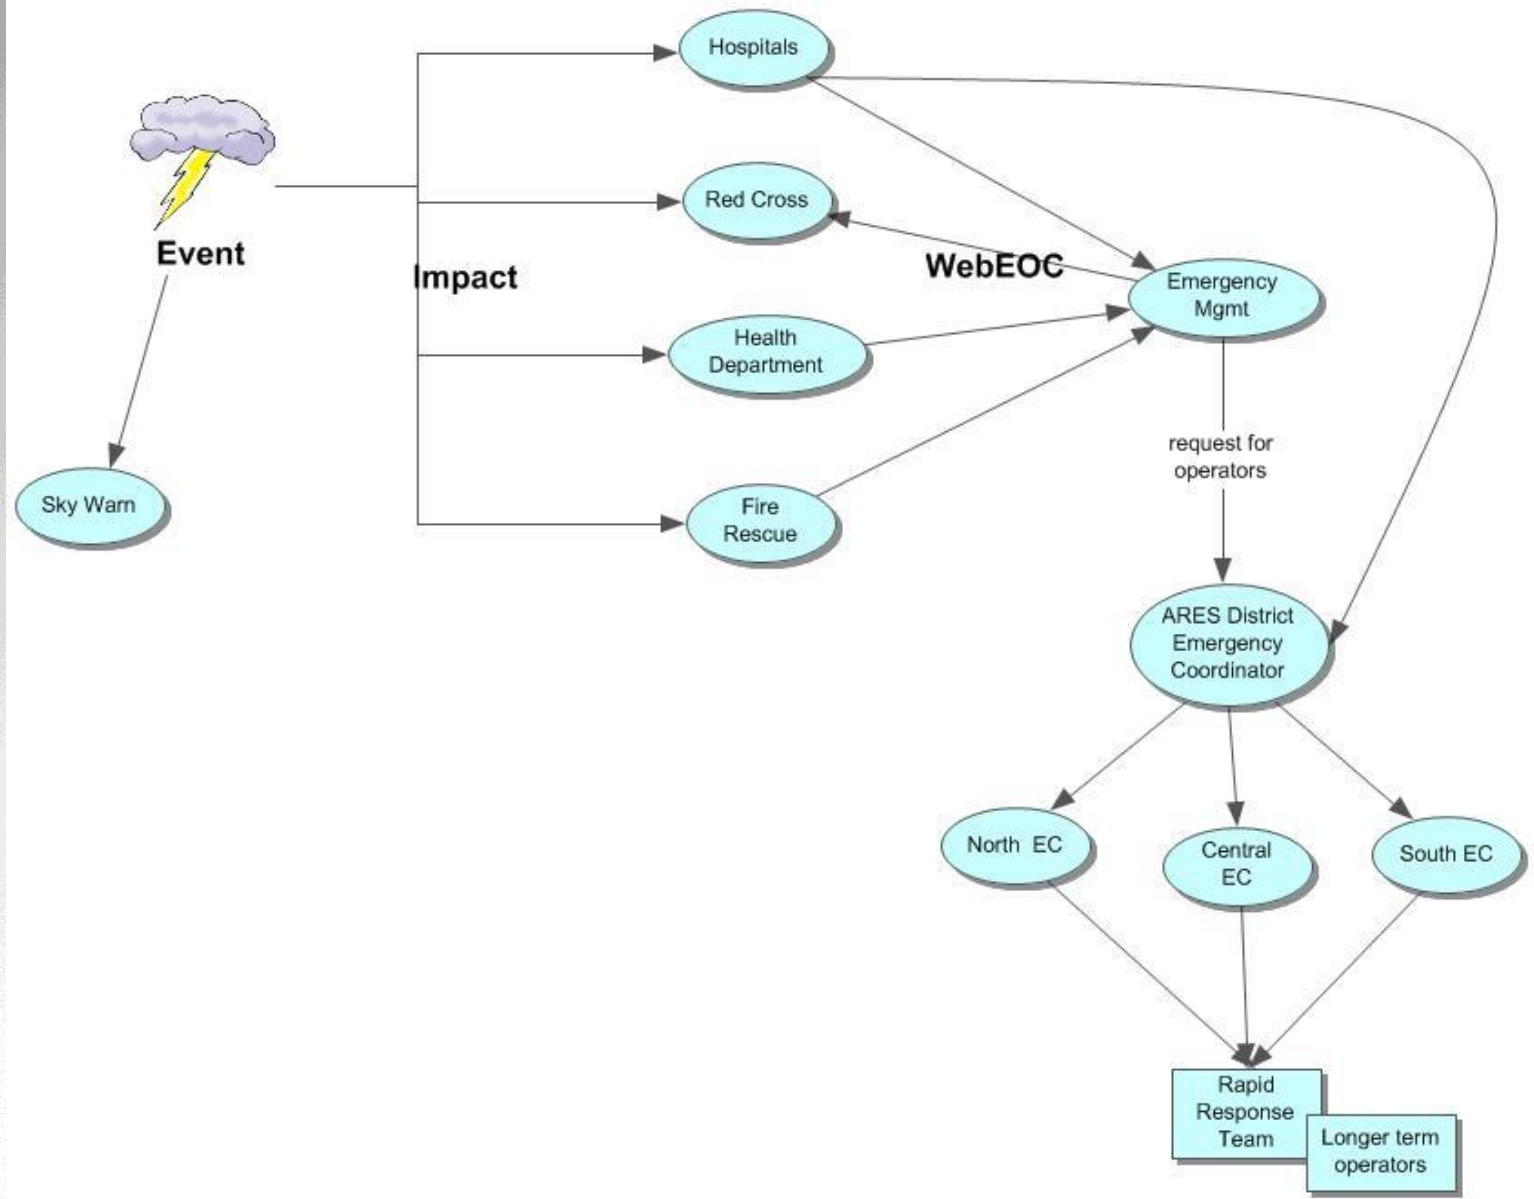 Hospitals
Red Cross
Event
WebEOC
Impact
Emergency
Mgmt
Health
Department
request for
operators
Sky Warn
Fire
Rescue
ARES District
Emergency
Coordinator
North  EC
Central
EC
South EC
Rapid
Response
Team
Longer term
operators